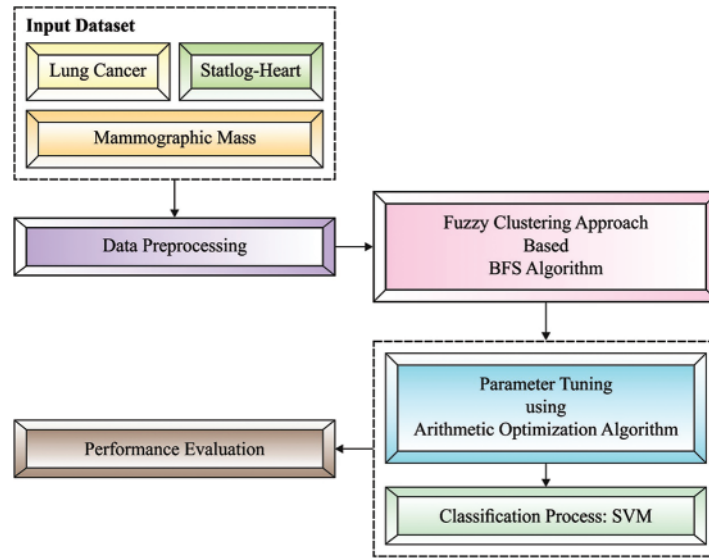 Input Dataset
Lung Cancer
Statlog-Heart
Mammographic Mass
Data Preprocessing
Fuzzy Clustering Approach
Based
BFS Algorithm
Parameter Tuning
using
Arithmetic Optimization Algorithm
Performance Evaluation
Classification Process: SVM